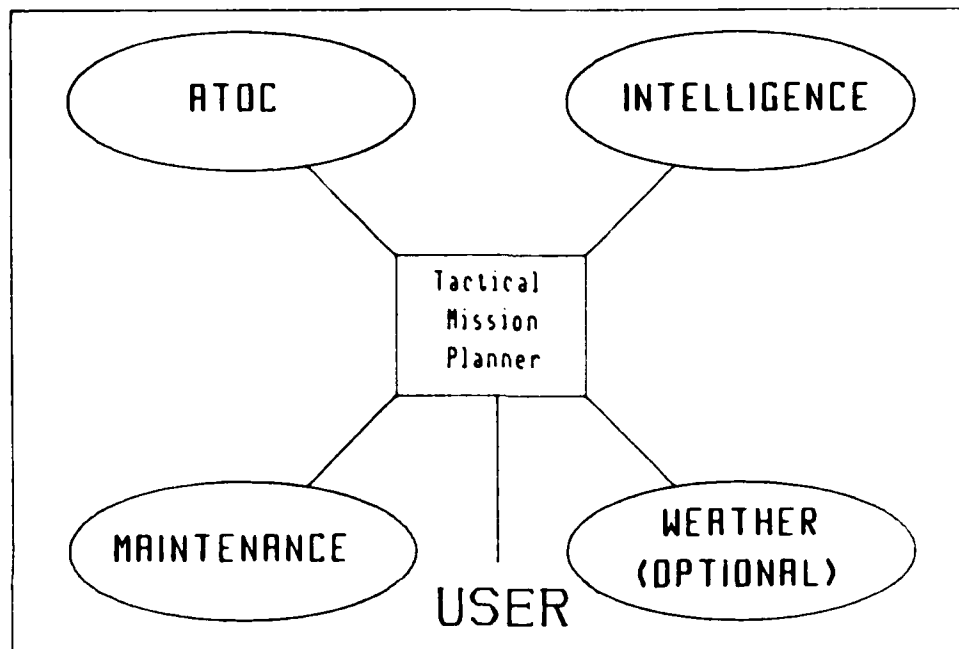 ATOC
INTELLIGENCE
Tactical
Mission
Planner
MAINTENANCE
WEATHER
(OPTIONAL)
USER